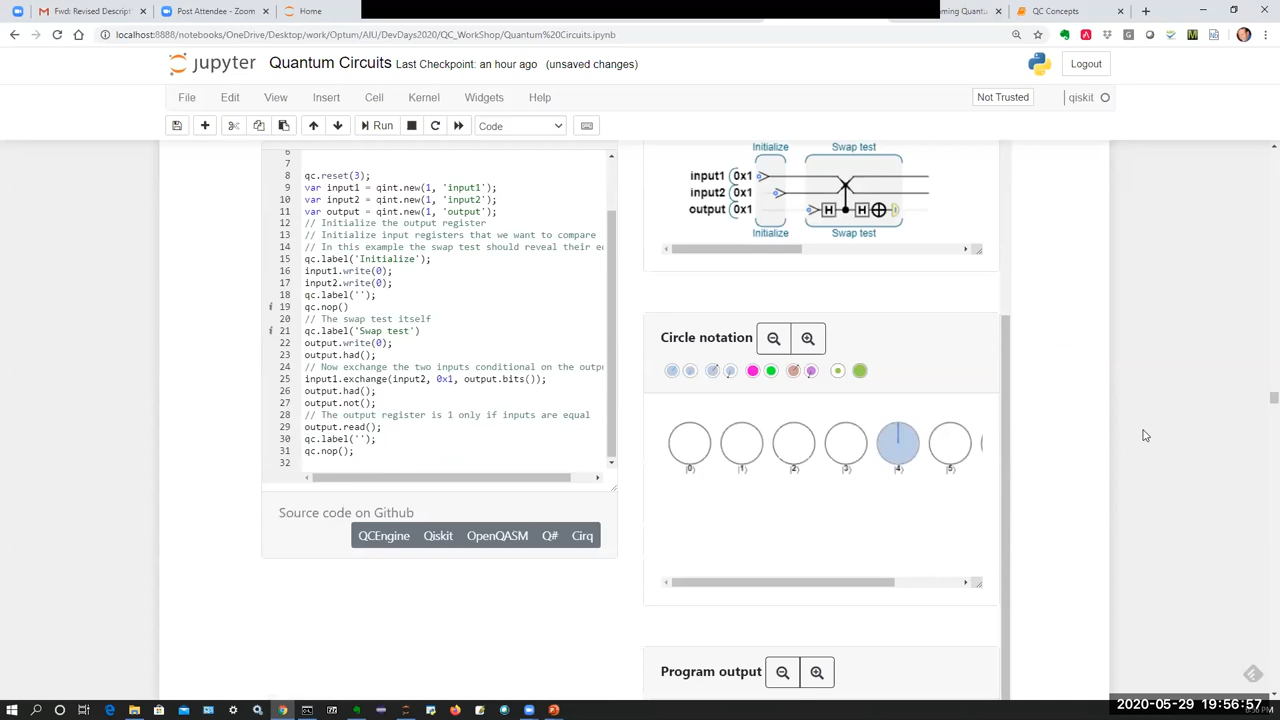 Fwd: Revised Descript
Post Attendee - Zoom
Home
ming Quantu
QC Concepts
localhost:8888/notebooks/OneDrive/Desktop/work/Optum/AIU/DevDays2020/QC_WorkShop/Quantum%20Circuits.ipynb
jupyter
Quantum Circuits
Last Checkpoint: an hour ago
(unsaved changes)
Logout
File
Edit
View
Insert
Cell
Kernel
Widgets
Help
Not Trusted
qiskit
Run
Code
6
7
8 qc.reset(3);
9 var input1 = qint.new(1, 'input1');
10 var input2 = qint.new(1, 'input2');
11 var output = qint.new(1, 'output');
12 // Initialize the output register
13 // Initialize input registers that we want to compare
14 // In this example the swap test should reveal their e
15 qc.label('Initialize');
16 input1.write(0);
17 input2.write(0);
18 qc.label('');
i 19 qc.nop()
20 // The swap test itself
i 21 qc.label('Swap test')
22 output.write(0);
23 output.had();
24 // Now exchange the two inputs conditional on the outpu
25 input1.exchange(input2, 0x1, output.bits());
26 output.had();
27 output.not();
28 // The output register is 1 only if inputs are equal
29 output.read();
30 qc.label('');
31 qc.nop();
32
Source code on Github
QCEngine
Qiskit
OpenQASM
Q#
Cirq
Initialize
Swap test
input1 (0x1
input2 (0x1
output (0x1
H
H
Initialize
Swap test
Circle notation
|0⟩
|1⟩
|2⟩
|3⟩
|4⟩
|5⟩
Program output
2020-05-29 19:56:57